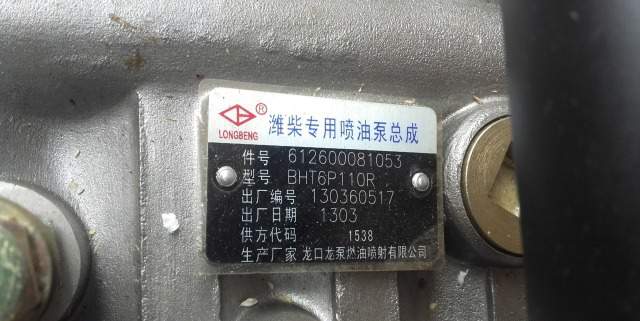 ® 潍柴专用喷油泵总成
LONGBENG
件号 612600081053
型号 BHT6P110R
出厂编号 130360517
出厂日期 1303
供方代码 1538
生产厂家 龙口龙泵燃油喷射有限公司